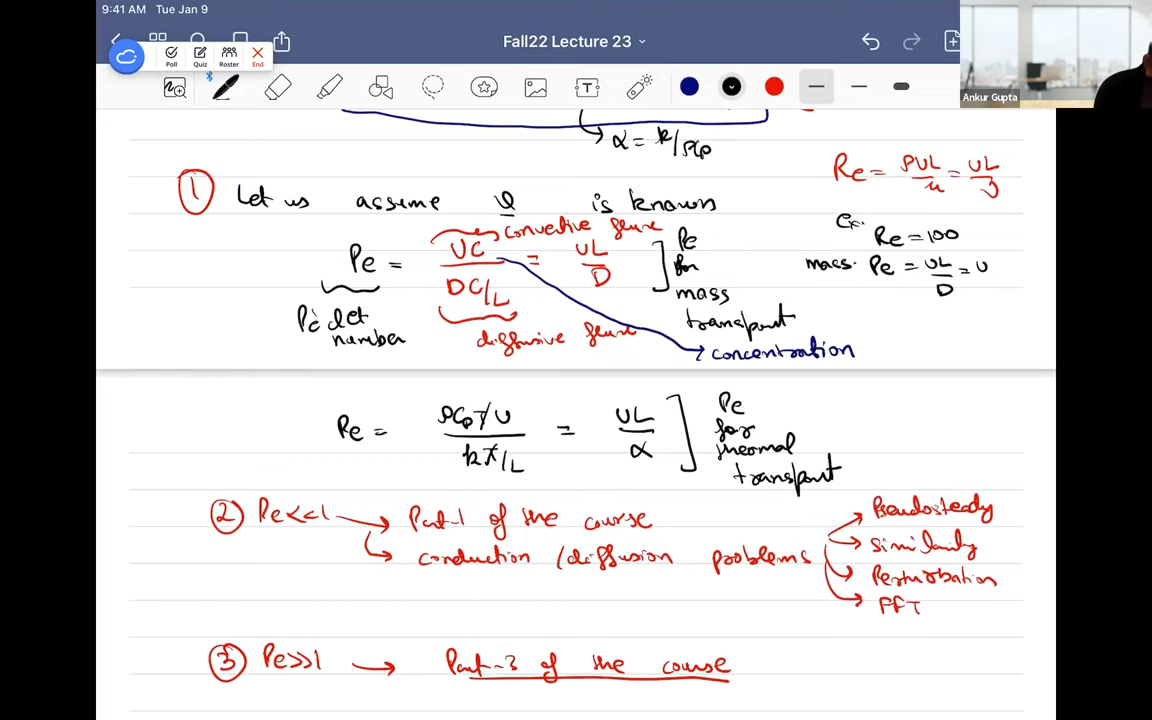 9:41 AM Tue Jan 9
Fall22 Lecture 23
Poll Quiz Roster End
Ankur Gupta
α = k/ρCp
Re = ρUL/μ = UL/ν
① Let us assume v is known
Ex:
Re = 100
mass: Pe = UL/D = U
convective flux
Pe = UC / DC/L = UL/D ] Pe for mass transport
Pèclet number
diffusive flux
concentration
Pe = ρCpTU / kT/L = UL/α ] Pe for thermal transport
② Pe<<1 → Part-1 of the course
→ conduction /diffusion problems
→ Pseudosteady
→ similarity
→ Perturbation
→ FFT
③ Pe>>1 → Part-3 of the course